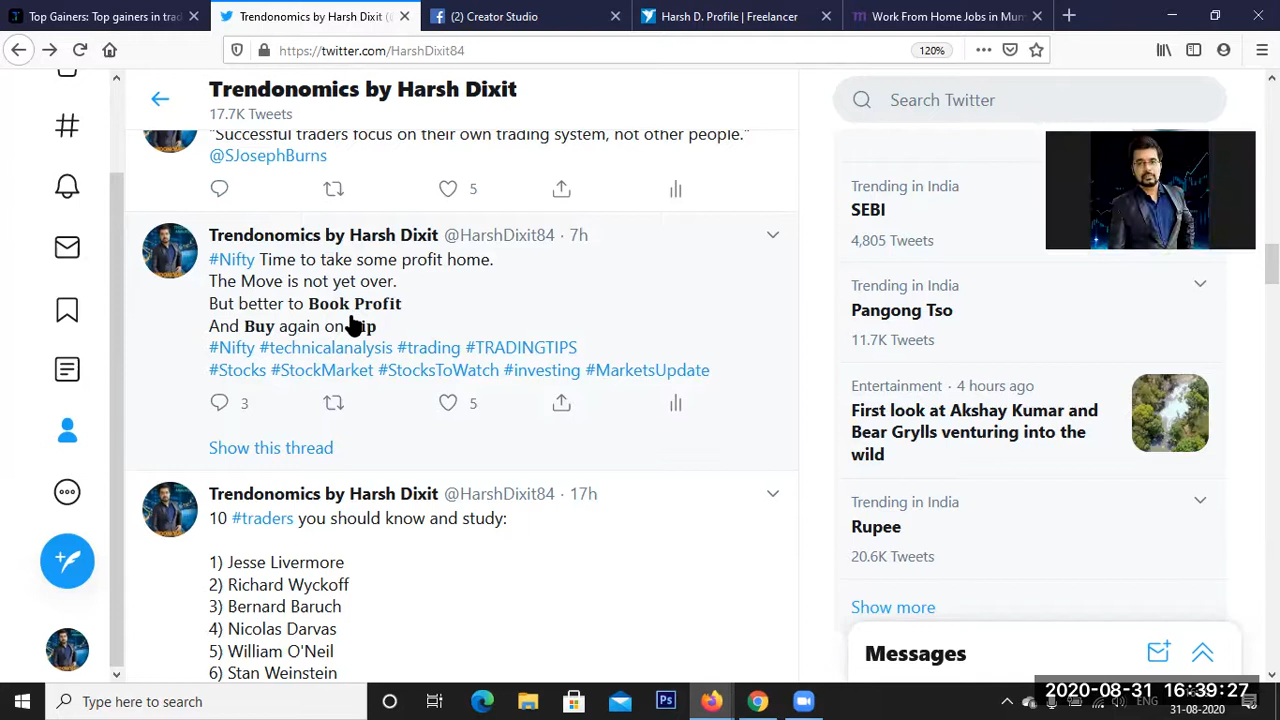 Top Gainers: Top gainers in trad
Trendonomics by Harsh Dixit (
(2) Creator Studio
Harsh D. Profile | Freelancer
Work From Home Jobs in Mum
https://twitter.com/HarshDixit84
120%
Trendonomics by Harsh Dixit
17.7K Tweets
"Successful traders focus on their own trading system, not other people."
@SJosephBurns
5
Trendonomics by Harsh Dixit @HarshDixit84 · 7h
#Nifty Time to take some profit home.
The Move is not yet over.
But better to Book Profit
And Buy again on
#Nifty #technicalanalysis #trading #TRADINGTIPS
#Stocks #StockMarket #StocksToWatch #investing #MarketsUpdate
3 5
Show this thread
Trendonomics by Harsh Dixit @HarshDixit84 · 17h
10 #traders you should know and study:
1) Jesse Livermore
2) Richard Wyckoff
3) Bernard Baruch
4) Nicolas Darvas
5) William O'Neil
6) Stan Weinstein
Search Twitter
Trending in India
SEBI
4,805 Tweets
Trending in India
Pangong Tso
11.7K Tweets
Entertainment · 4 hours ago
First look at Akshay Kumar and
Bear Grylls venturing into the
wild
Trending in India
Rupee
20.6K Tweets
Show more
Messages
Type here to search
Ps
2020-08-31 16:39:27
ENG
31-08-2020